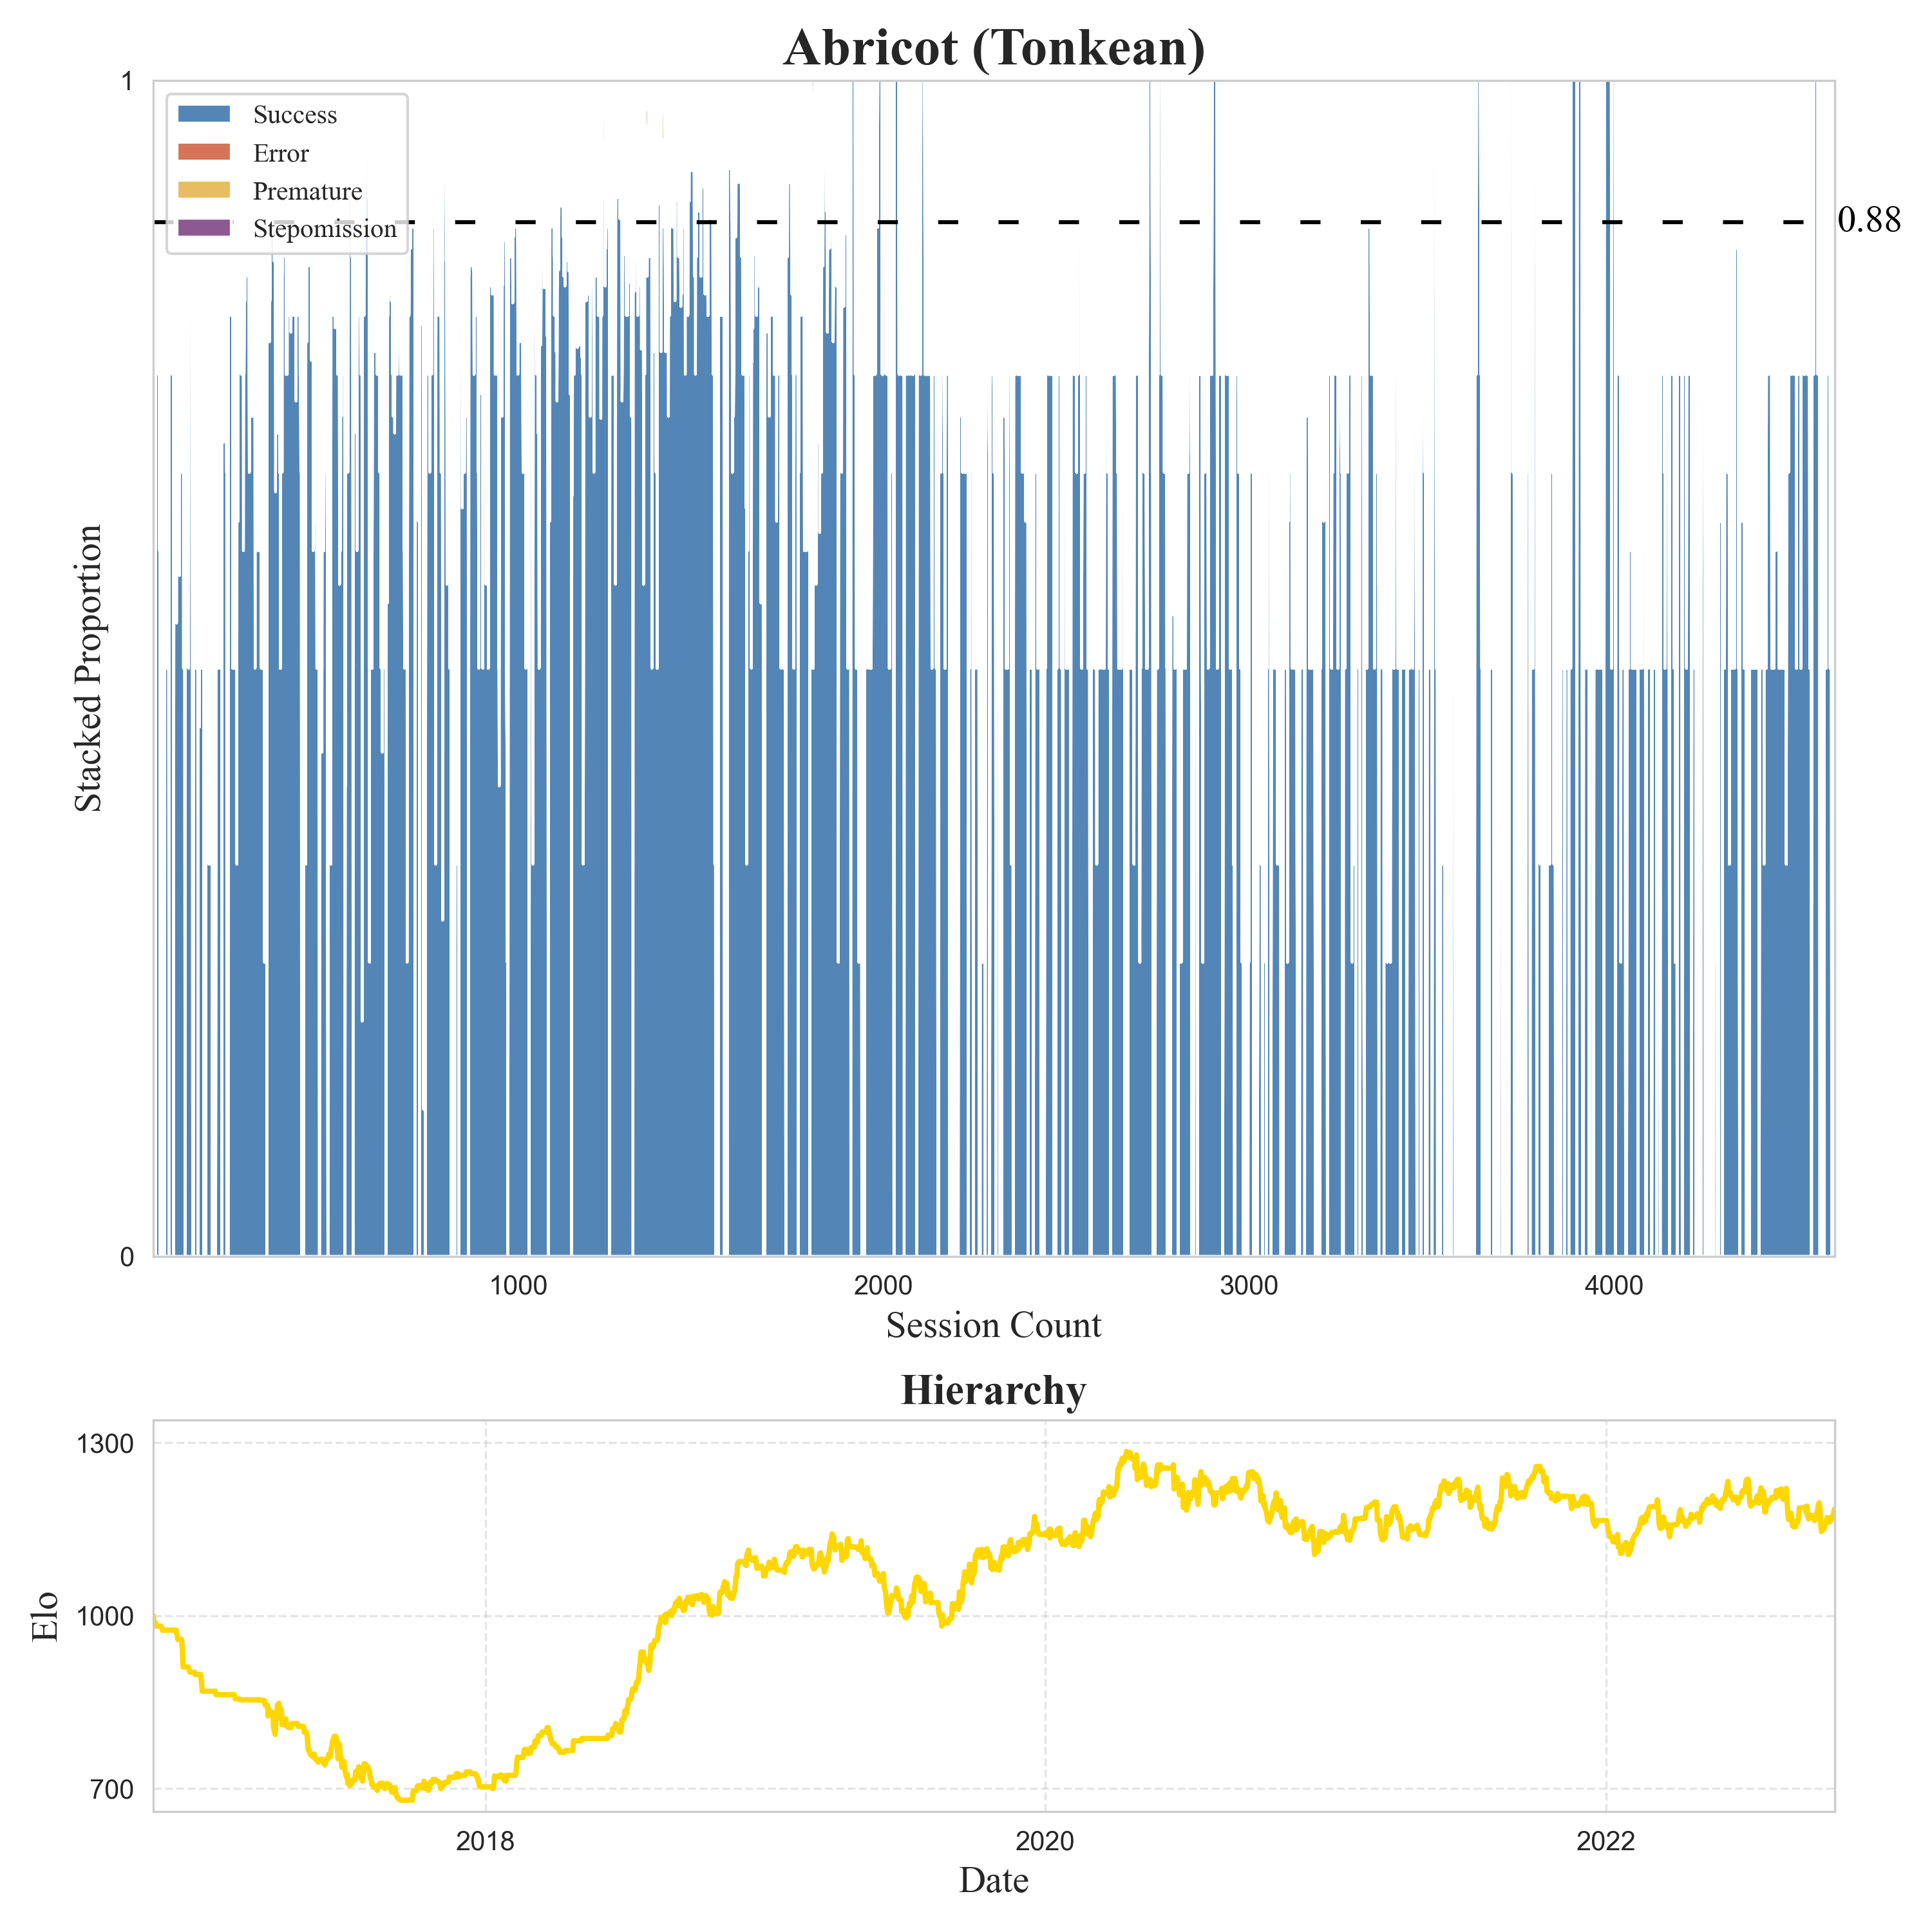 Abricot (Tonkean)
1
Success
Error
Premature
Stepomission
0.88
Stacked Proportion
0
1000 2000 3000 4000
Session Count
Hierarchy
1300
1000
700
Elo
2018 2020 2022
Date